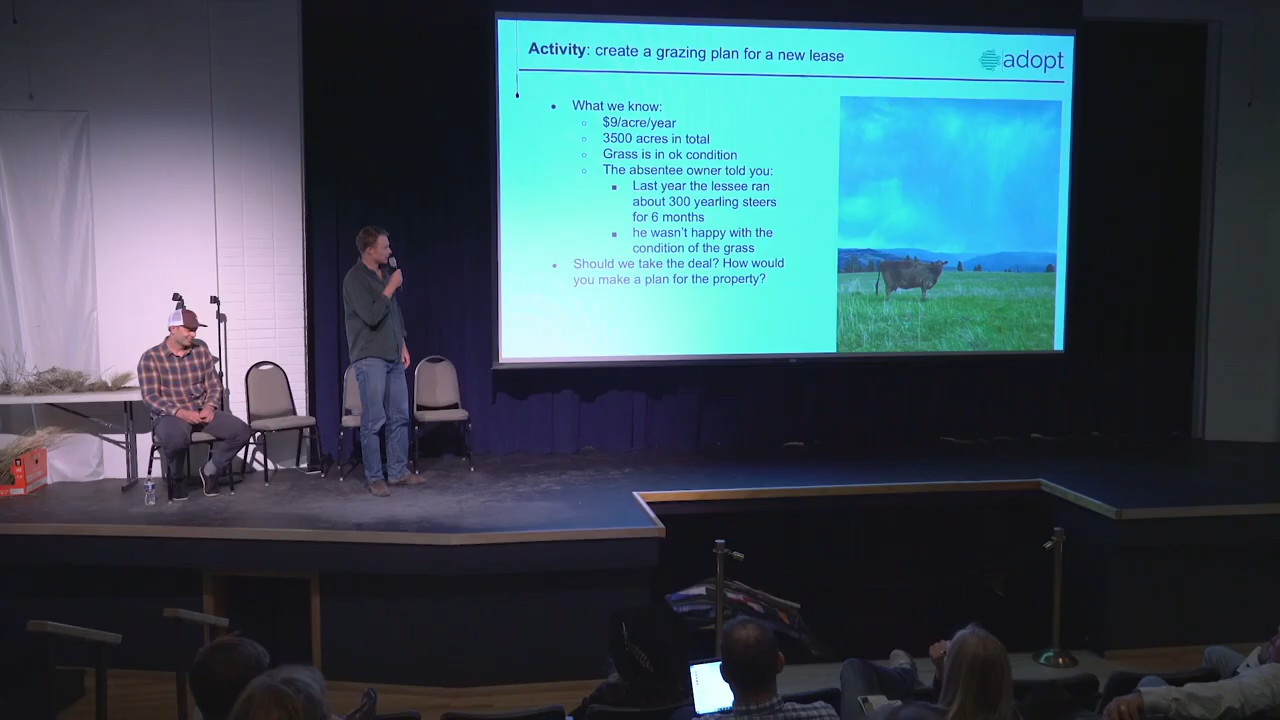 Activity: create a grazing plan for a new lease
adopt
What we know:
$9/acre/year
3500 acres in total
Grass is in ok condition
The absentee owner told you:
Last year the lessee ran
about 300 yearling steers
for 6 months
he wasn't happy with the
condition of the grass
Should we take the deal? How would
you make a plan for the property?